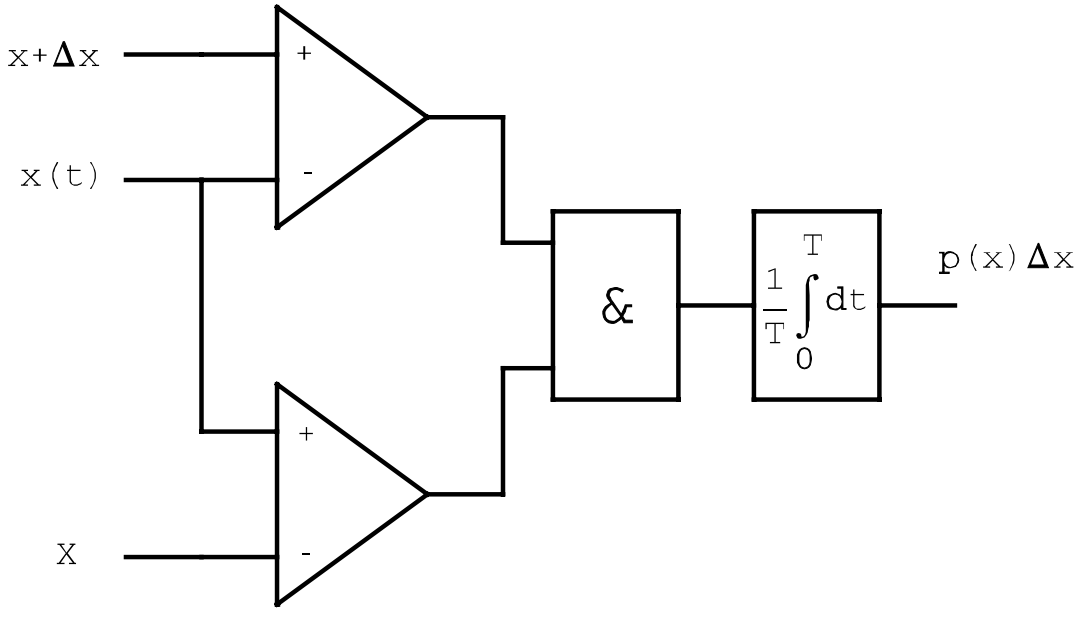 x+Δx
+
x(t)
-
&
T
1
∫ dt
T
0
p(x)Δx
+
X
-